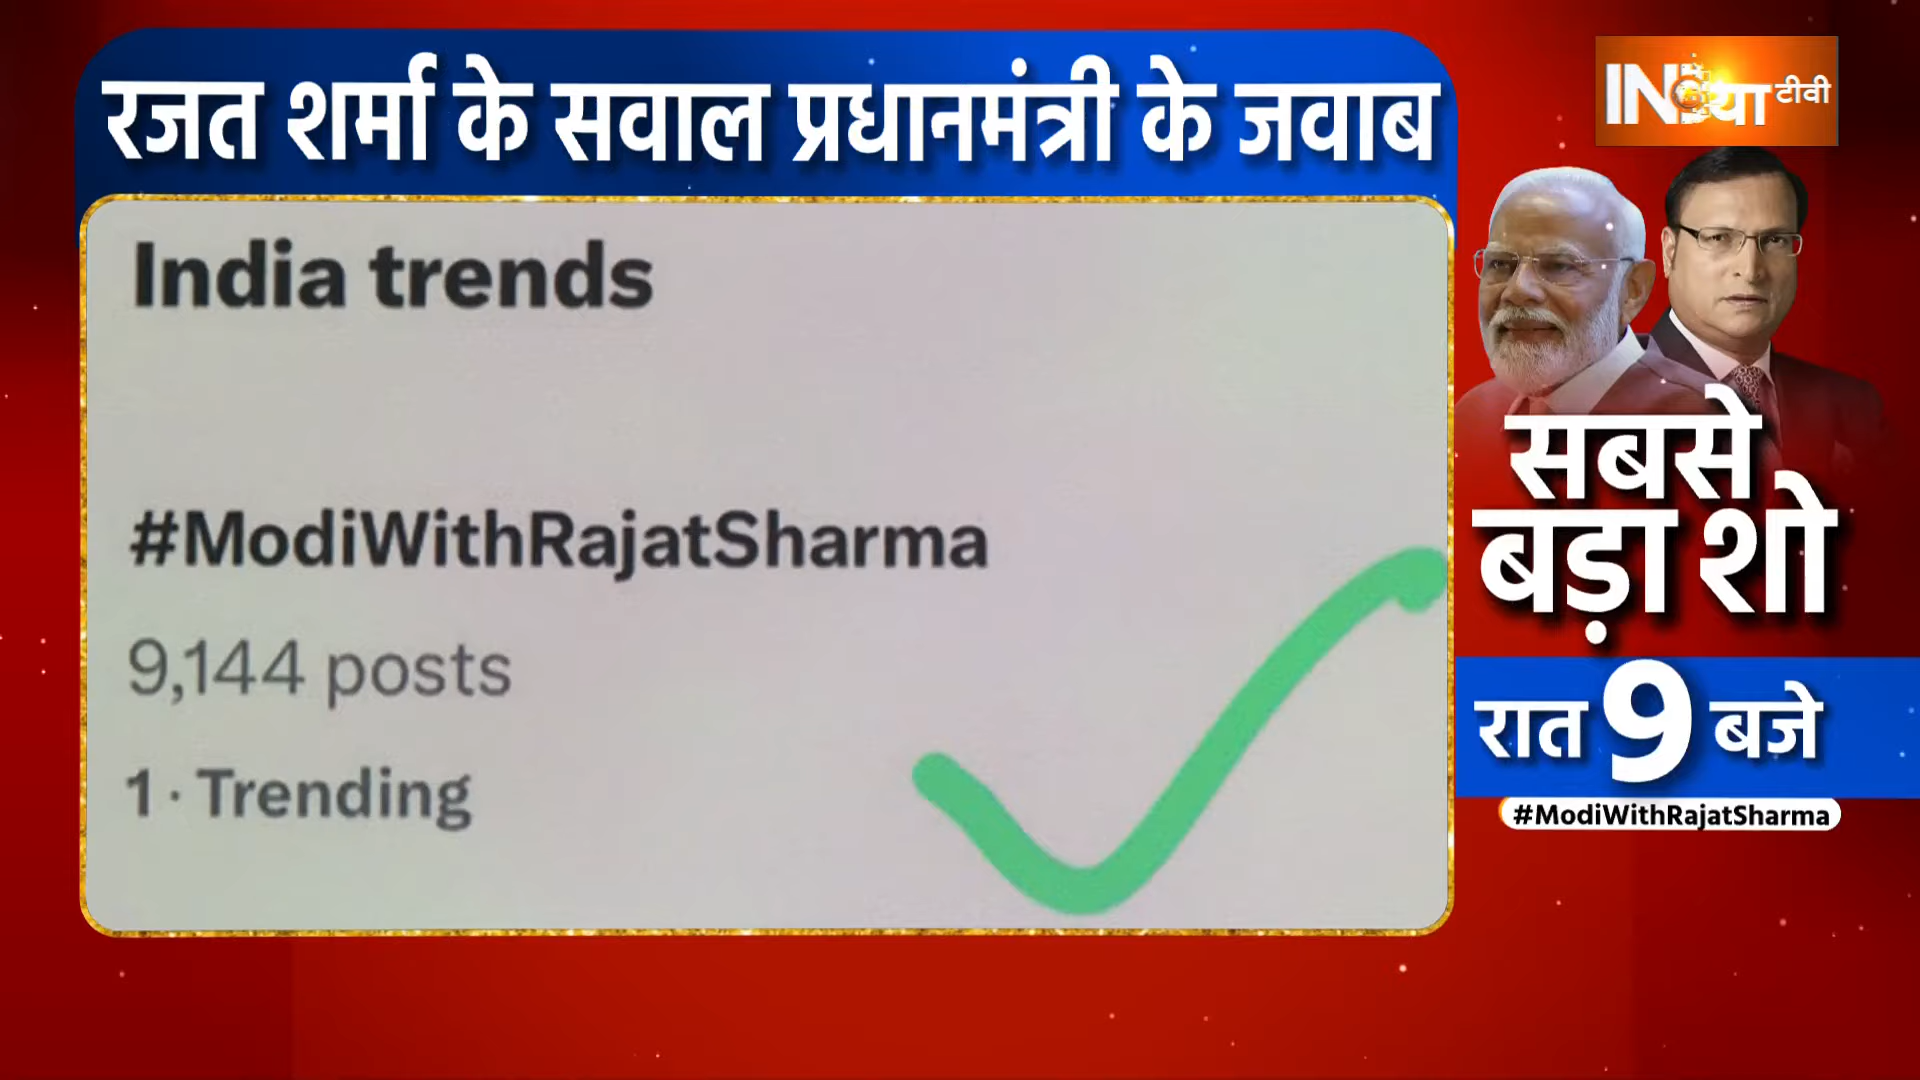 रजत शर्मा के सवाल प्रधानमंत्री के जवाब
India trends
#ModiWithRajatSharma
9,144 posts
1 · Trending
INडिया टीवी
सबसे
बड़ा शो
रात 9 बजे
#ModiWithRajatSharma